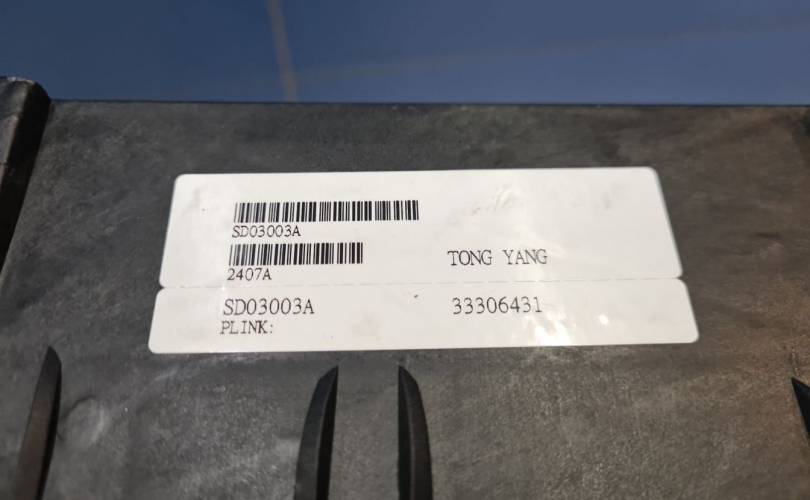 SD03003A
2407A
TONG YANG
SD03003A
33306431
PLINK: